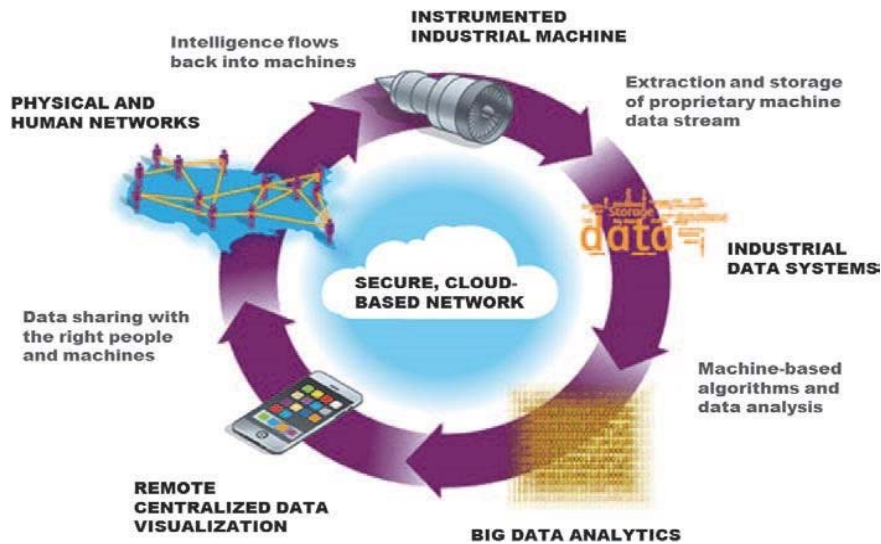 INSTRUMENTED
INDUSTRIAL MACHINE
Intelligence flows
back into machines
Extraction and storage
of proprietary machine
data stream
PHYSICAL AND
HUMAN NETWORKS
Storage
data
INDUSTRIAL
DATA SYSTEMS
SECURE, CLOUD-
BASED NETWORK
Data sharing with
the right people
and machines
Machine-based
algorithms and
data analysis
REMOTE
CENTRALIZED DATA
VISUALIZATION
BIG DATA ANALYTICS